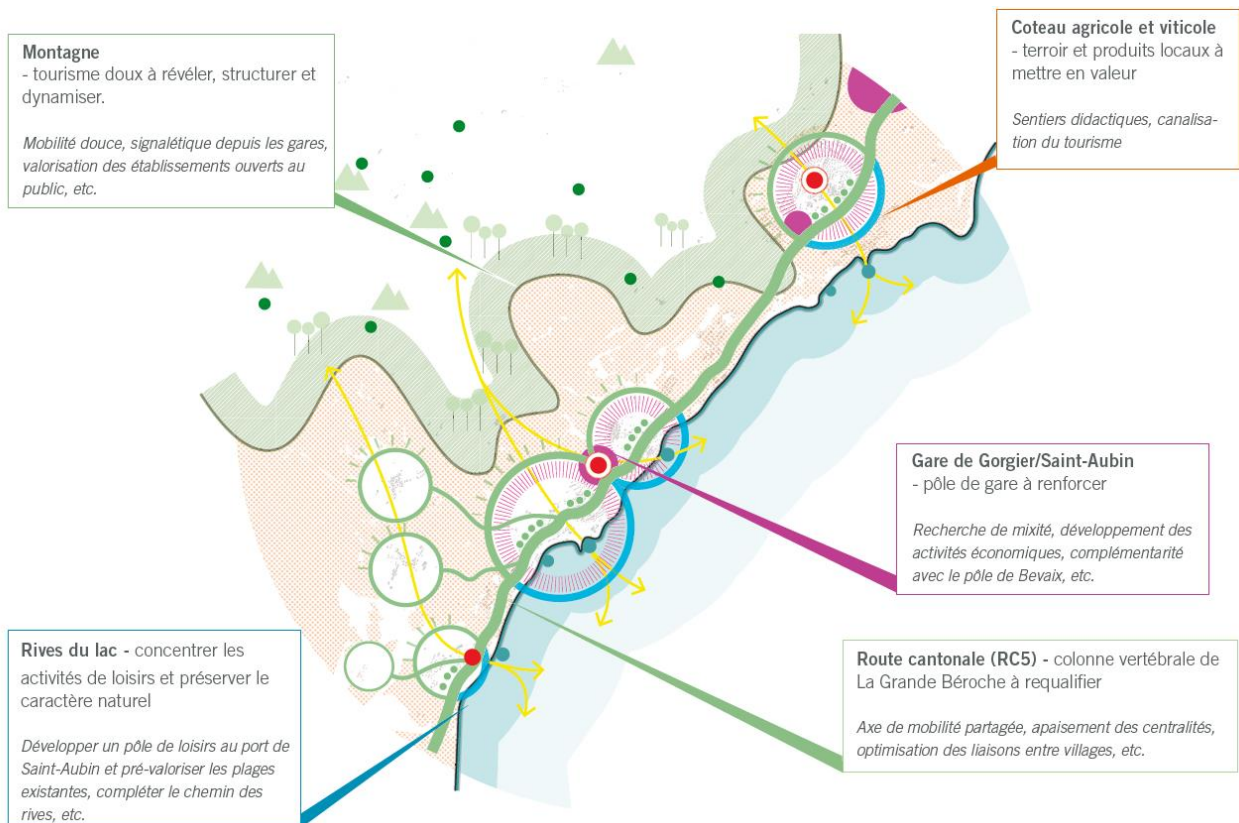 Montagne
- tourisme doux à révéler, structurer et
dynamiser.
Mobilité douce, signalétique depuis les gares,
valorisation des établissements ouverts au
public, etc.
Coteau agricole et viticole
- terroir et produits locaux à
mettre en valeur
Sentiers didactiques, canalisa-
tion du tourisme
Gare de Gorgier/Saint-Aubin
- pôle de gare à renforcer
Recherche de mixité, développement des
activités économiques, complémentarité
avec le pôle de Bevaix, etc.
Rives du lac - concentrer les
activités de loisirs et préserver le
caractère naturel
Développer un pôle de loisirs au port de
Saint-Aubin et pré-valoriser les plages
existantes, compléter le chemin des
rives, etc.
Route cantonale (RC5) - colonne vertébrale de
La Grande Béroche à requalifier
Axe de mobilité partagée, apaisement des centralités,
optimisation des liaisons entre villages, etc.